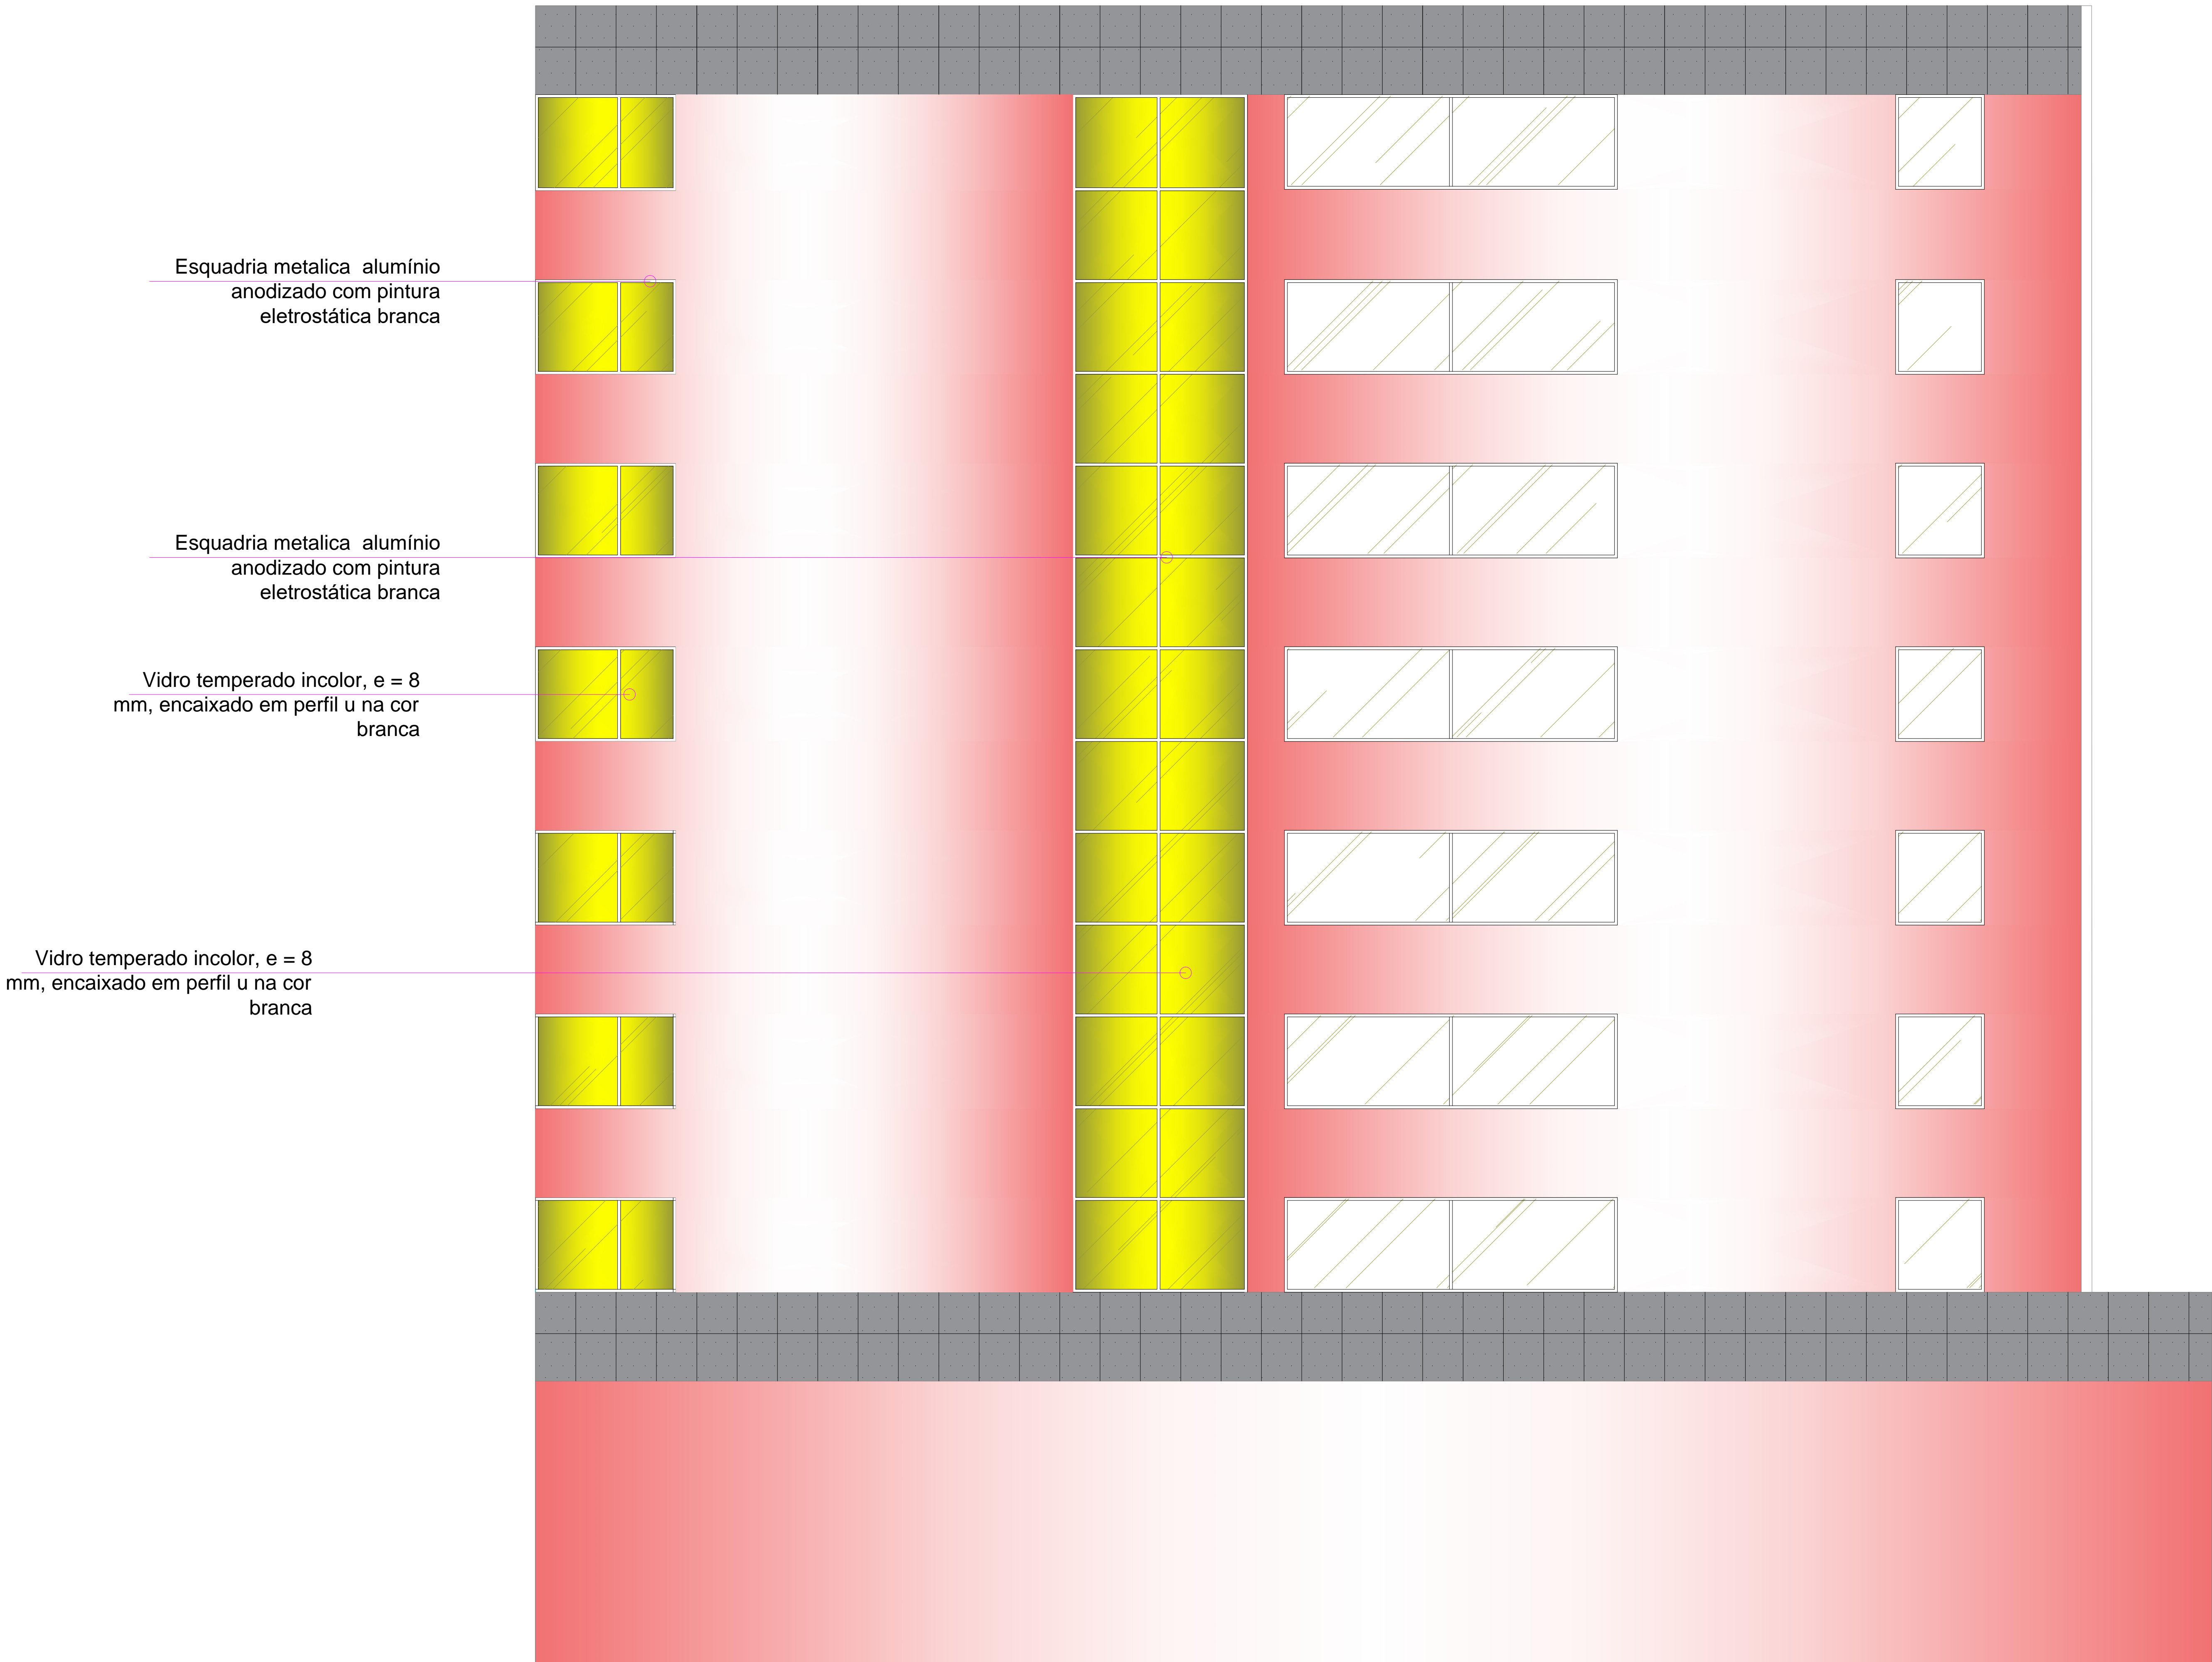 Esquadria metalica  alumínio
anodizado com pintura
eletrostática branca
Esquadria metalica  alumínio
anodizado com pintura
eletrostática branca
Vidro temperado incolor, e = 8
mm, encaixado em perfil u na cor
branca
Vidro temperado incolor, e = 8
mm, encaixado em perfil u na cor
branca